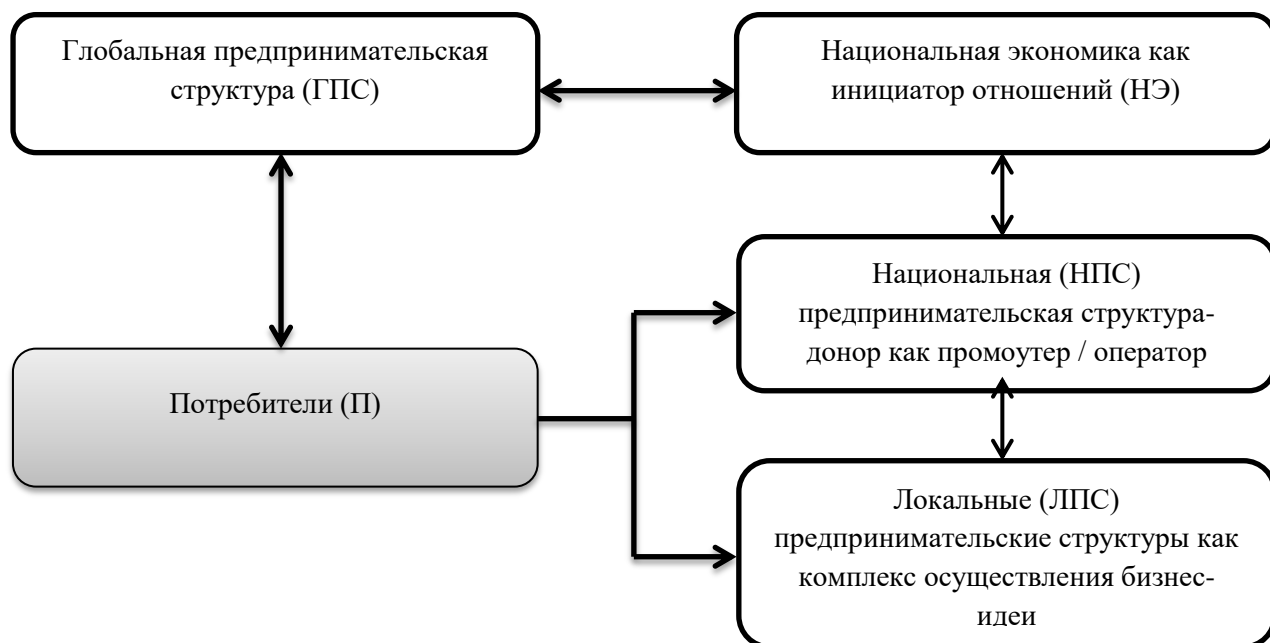 Глобальная предпринимательская
структура (ГПС)
Национальная экономика как
инициатор отношений (НЭ)
Национальная (НПС)
предпринимательская структура-
донор как промоутер / оператор
Потребители (П)
Локальные (ЛПС)
предпринимательские структуры как
комплекс осуществления бизнес-
идеи